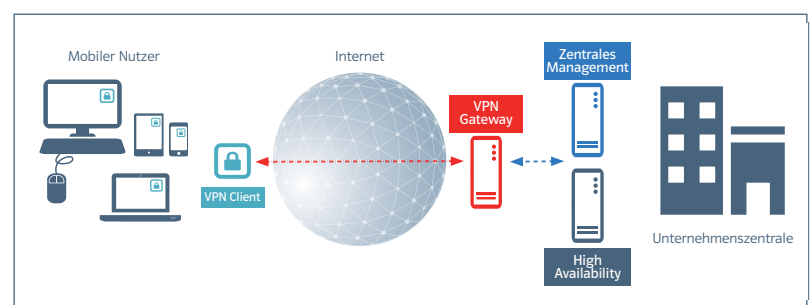 Mobiler Nutzer
Internet
Zentrales
Management
VPN
Gateway
VPN Client
Unternehmenszentrale
High
Availability